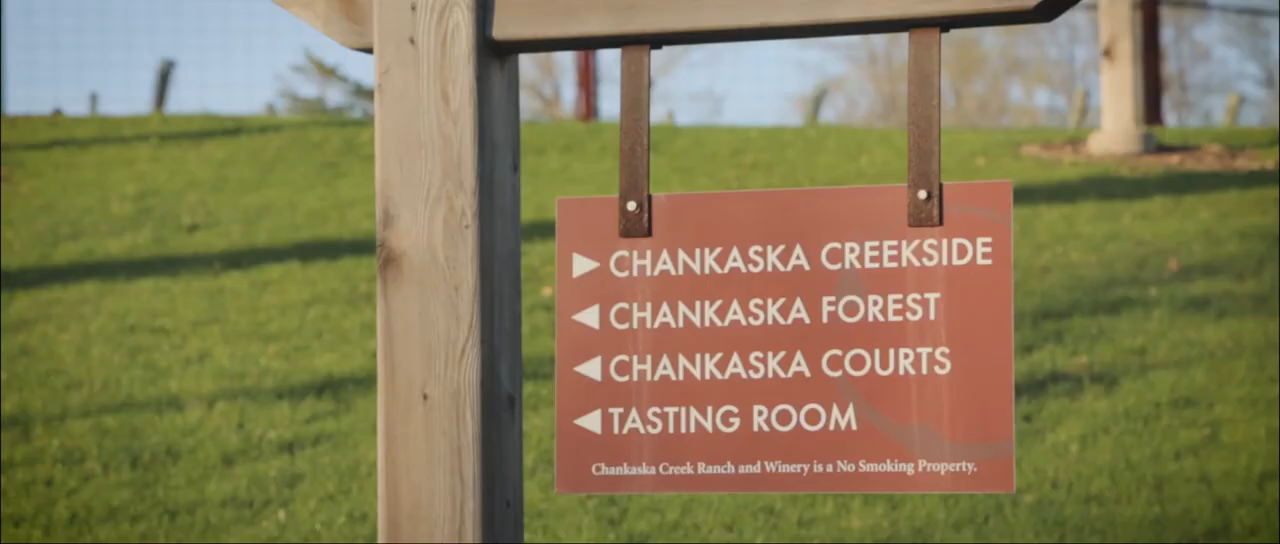 ▶ CHANKASKA CREEKSIDE
◀ CHANKASKA FOREST
◀ CHANKASKA COURTS
◀ TASTING ROOM
Chankaska Creek Ranch and Winery is a No Smoking Property.